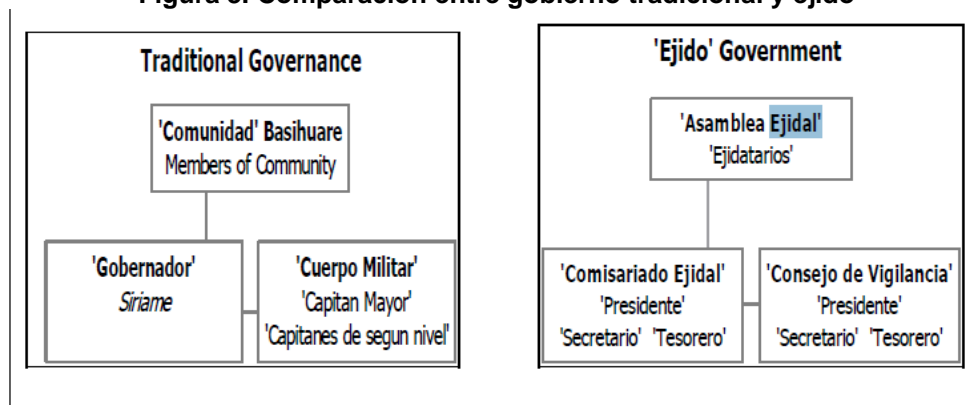 Figura 3. Comparación entre gobierno tradicional y ejido
Traditional Governance
'Comunidad' Basihuare
Members of Community
'Gobernador'
Siriame
'Cuerpo Militar'
'Capitan Mayor'
'Capitanes de segun nivel'
'Ejido' Government
'Asamblea Ejidal'
'Ejidatarios'
'Comisariado Ejidal'
'Presidente'
'Secretario' 'Tesorero'
'Consejo de Vigilancia'
'Presidente'
'Secretario' 'Tesorero'